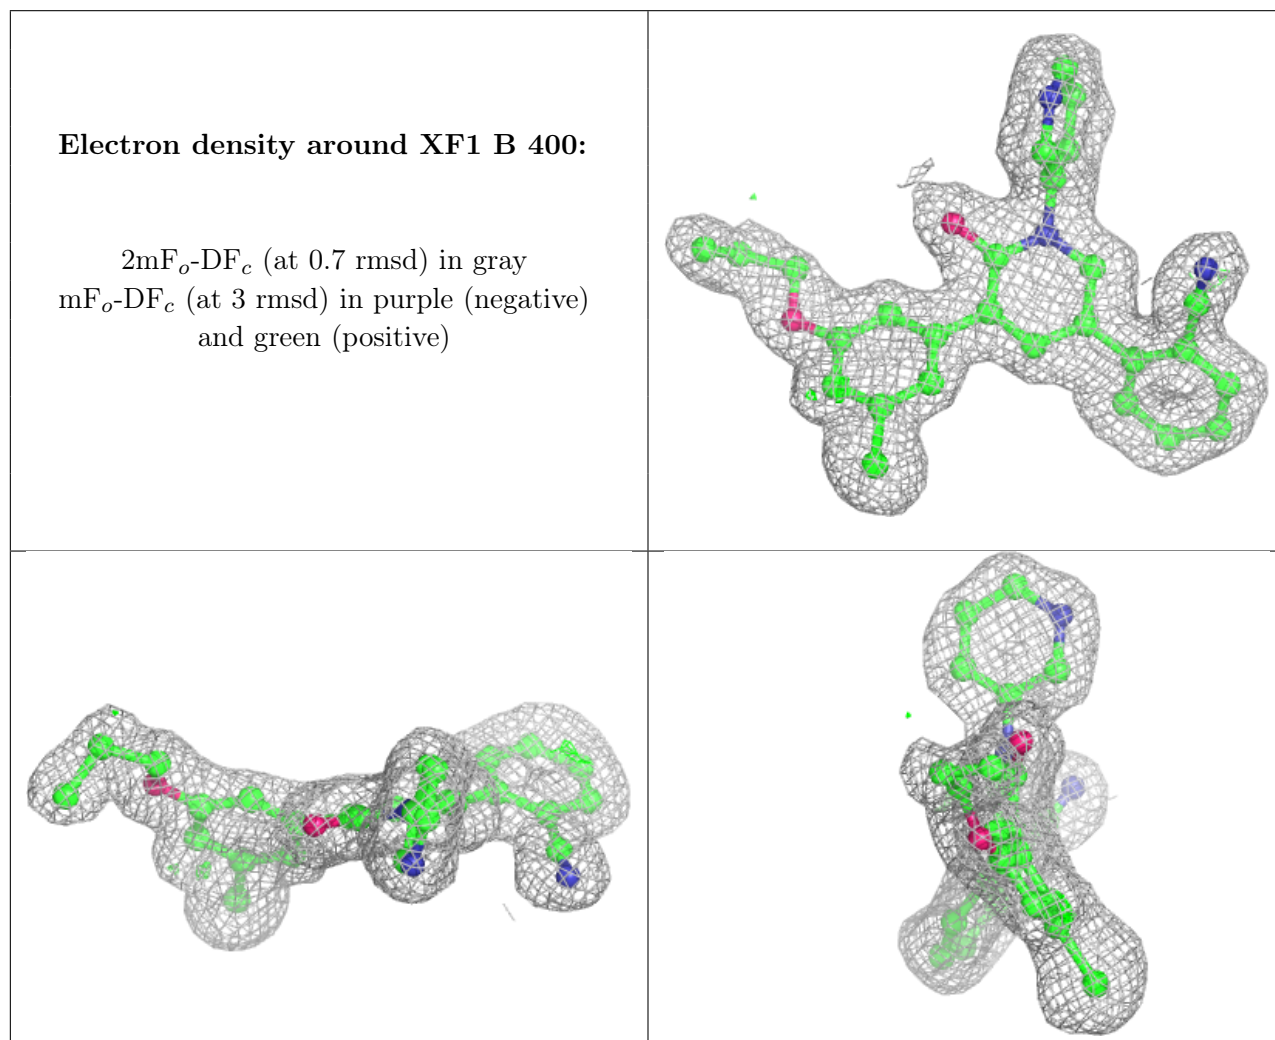 Electron density around XF1 B 400:
2mFo-DFc (at 0.7 rmsd) in gray
mFo-DFc (at 3 rmsd) in purple (negative)
and green (positive)